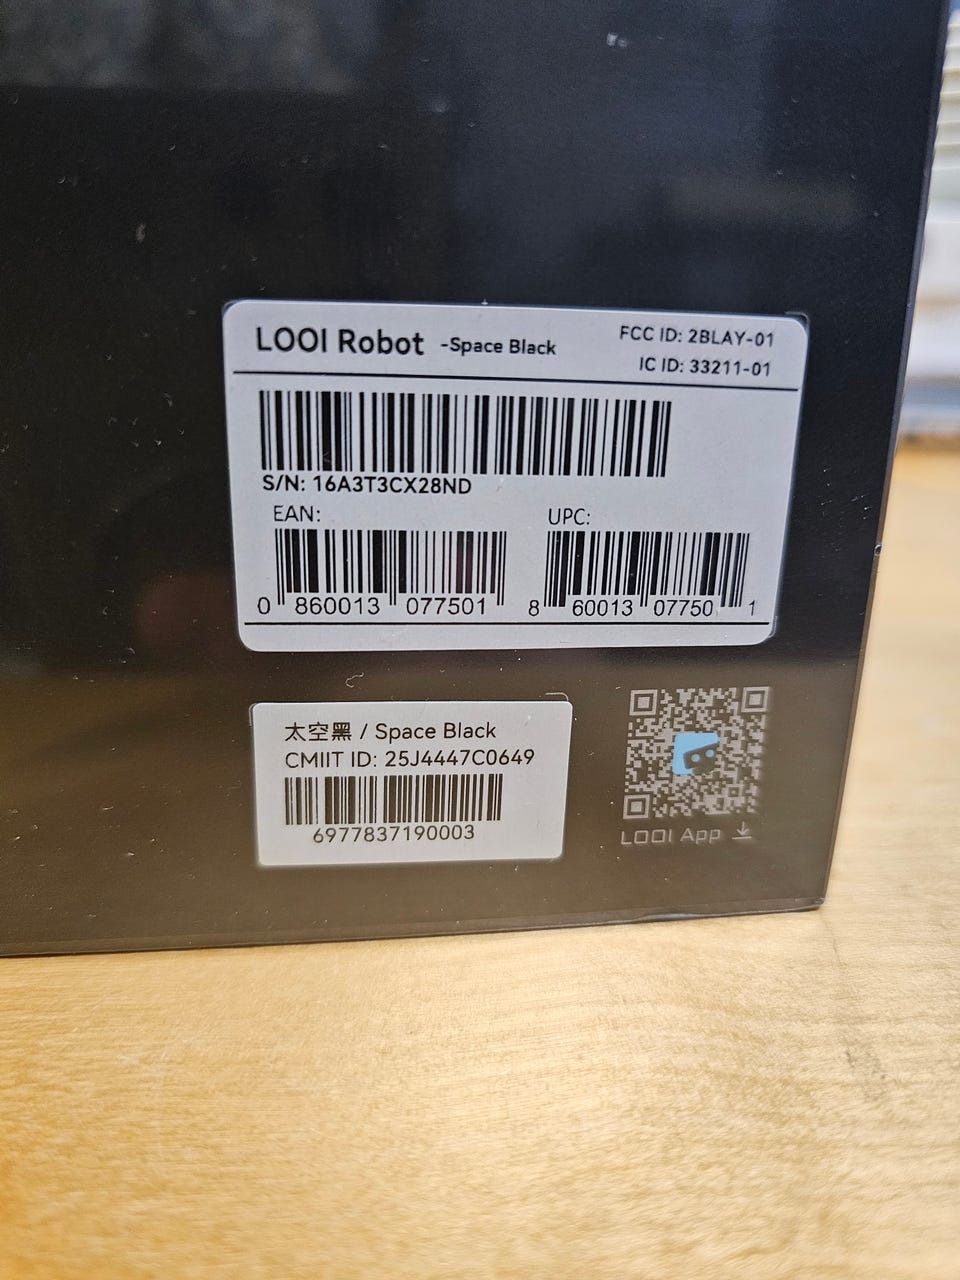 LOOI Robot -Space Black
FCC ID: 2BLAY-01
IC ID: 33211-01
S/N: 16A3T3CX28ND
EAN: UPC:
0 860013 077501 8 60013 07750 1
太空黑 / Space Black
CMIIT ID: 25J4447C0649
6977837190003
LOOI App